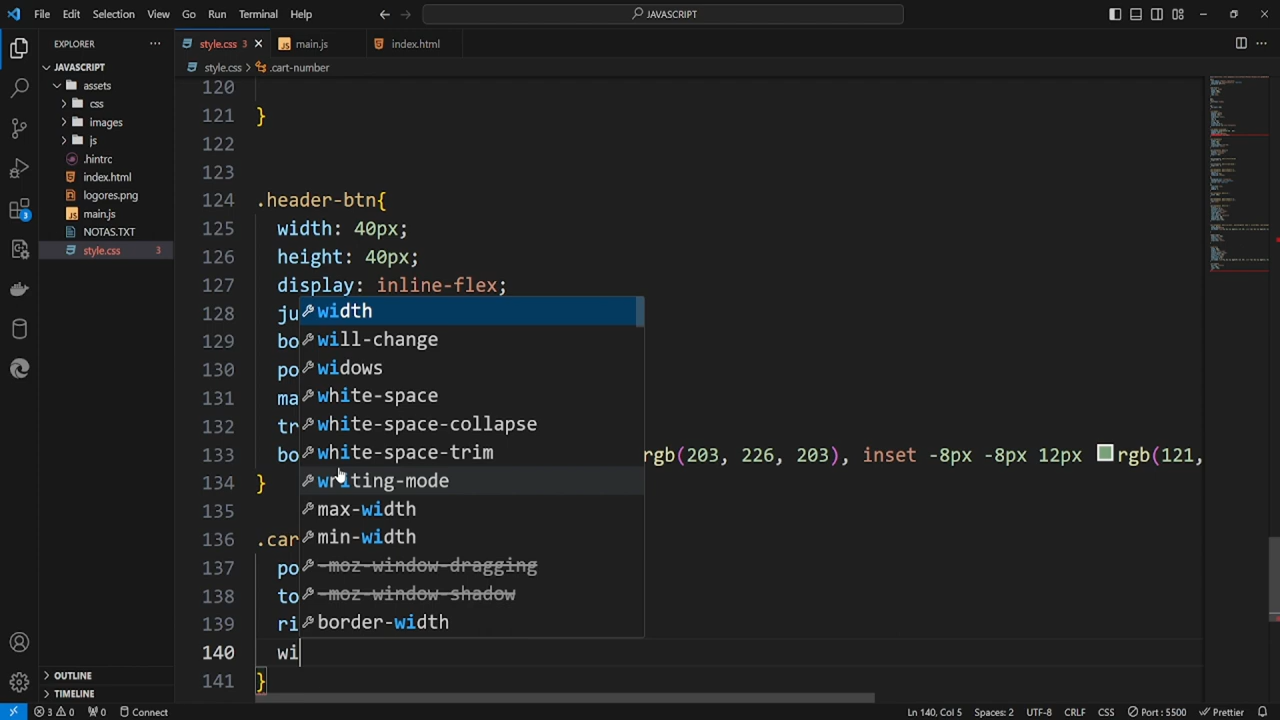 File Edit Selection View Go Run Terminal Help
JAVASCRIPT
EXPLORER
style.css 3
main.js
index.html
JAVASCRIPT
style.css > .cart-number
assets
css
images
js
.hintrc
index.html
logores.png
main.js
NOTAS.TXT
style.css 3
3
120
121 }
122
123
124 .header-btn{
125 width: 40px;
126 height: 40px;
127 display: inline-flex;
128 ju
129 bo
130 po
131 ma
132 tr
133 bo rgb(203, 226, 203), inset -8px -8px 12px rgb(121,
134 }
135
136 .car
137 po
138 to
139 ri
140 wi
141 }
width
will-change
widows
white-space
white-space-collapse
white-space-trim
writing-mode
max-width
min-width
-moz-window-dragging
-moz-window-shadow
border-width
OUTLINE
TIMELINE
3 0 0 Connect
Ln 140, Col 5 Spaces: 2 UTF-8 CRLF CSS Port : 5500 Prettier